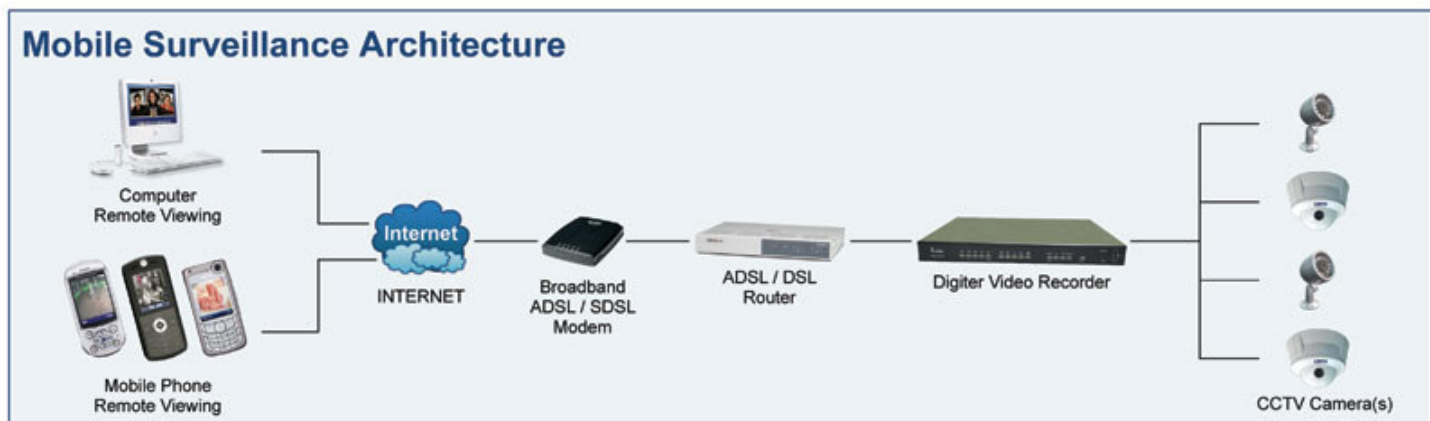 Mobile Surveillance Architecture
Computer
Remote Viewing
Mobile Phone
Remote Viewing
Internet
INTERNET
Broadband
ADSL / SDSL
Modem
ADSL / DSL
Router
Digiter Video Recorder
CCTV Camera(s)